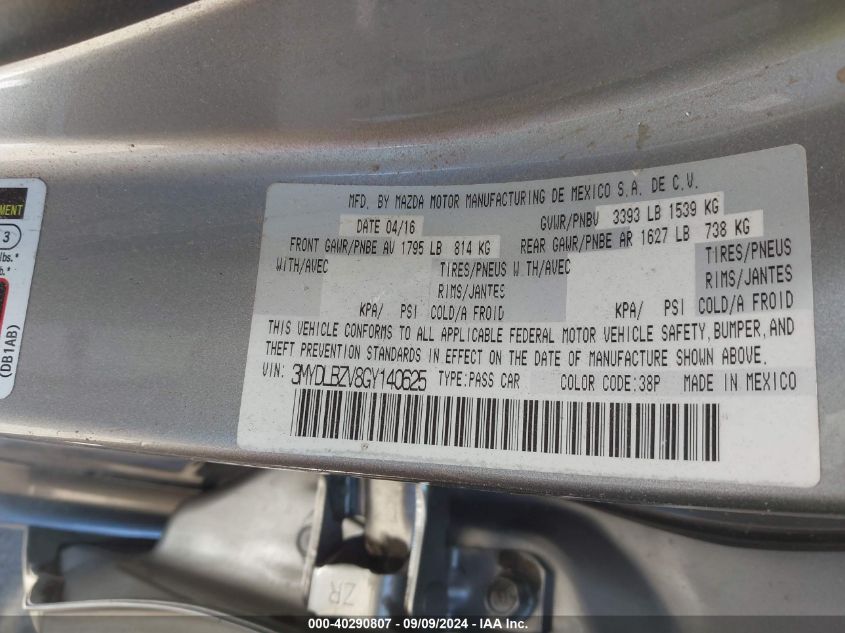 MFD. BY MAZDA MOTOR MANUFACTURING DE MEXICO S.A. DE C.V.
DATE 04/16 GVWR/PNBV 3393 LB 1539 KG
FRONT GAWR/PNBE AV 1795 LB 814 KG REAR GAWR/PNBE AR 1627 LB 738 KG
WITH/AVEC TIRES/PNEUS W TH/AVEC TIRES/PNEUS
RIMS/JANTES RIMS/JANTES
KPA/ PSI COLD/A FROID KPA/ PSI COLD/A FROID
THIS VEHICLE CONFORMS TO ALL APPLICABLE FEDERAL MOTOR VEHICLE SAFETY, BUMPER, AND
THEFT PREVENTION STANDARDS IN EFFECT ON THE DATE OF MANUFACTURE SHOWN ABOVE.
VIN: 3MYDLBZV8GY140625 TYPE:PASS CAR COLOR CODE:38P MADE IN MEXICO
MENT
3
lbs.*
b.*
(DB1AB)
ZR
000-40290807 - 09/09/2024 - IAA Inc.